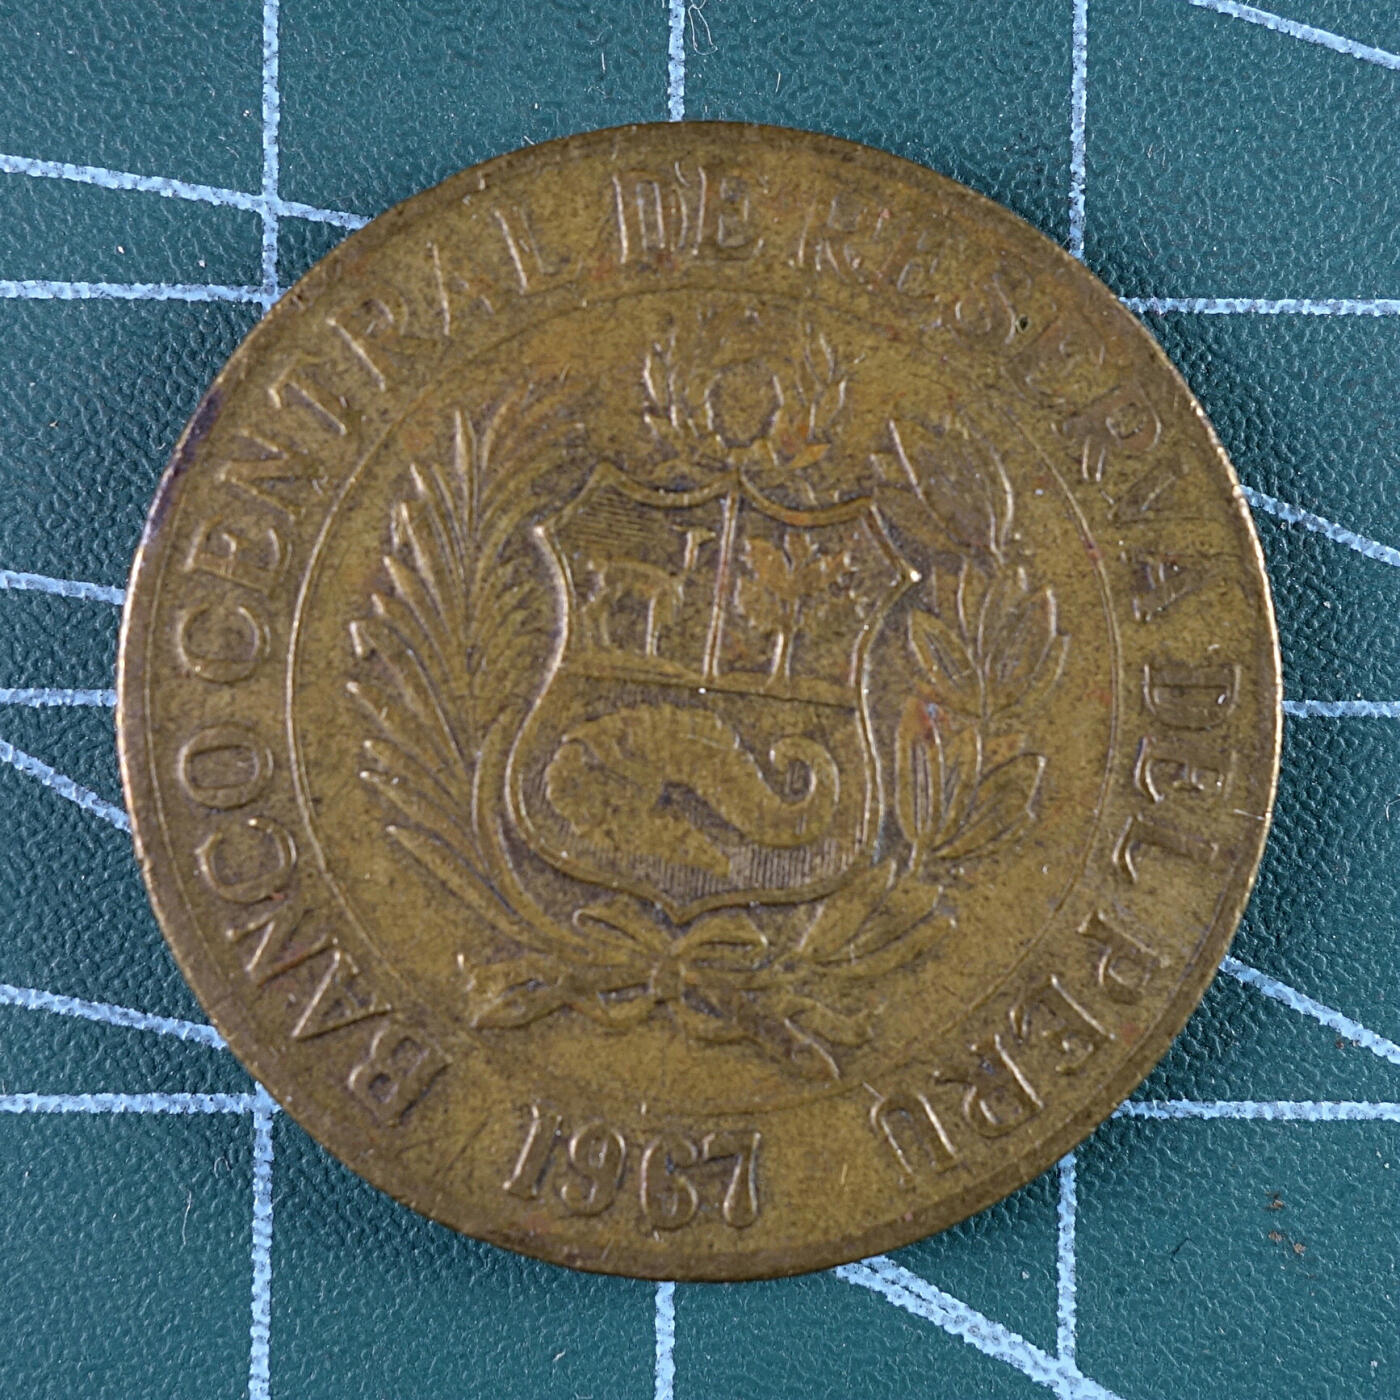 BANCO CENTRAL DE RESERVA DEL PERU
1967